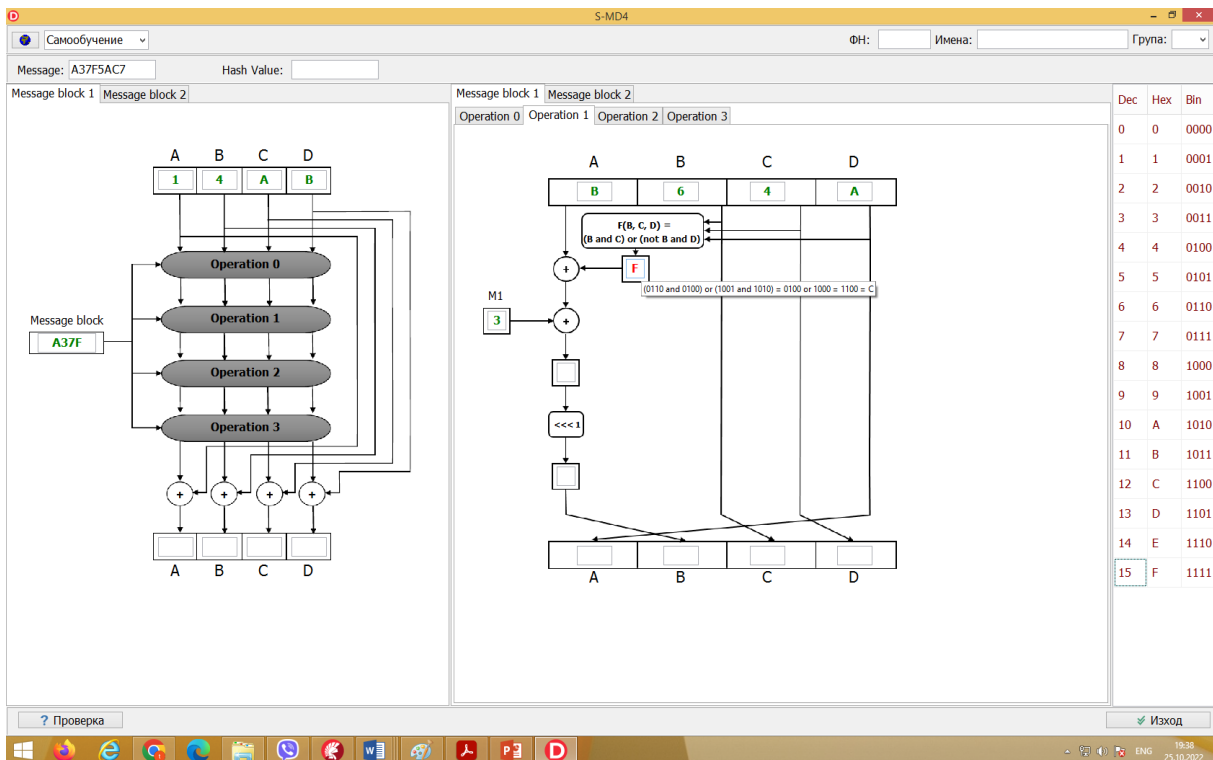 S-MD4
Самообучение
ФН:
Имена:
Група:
Message: A37F5AC7
Hash Value:
Message block 1 Message block 2
A B C D
1 4 A B
Operation 0
Operation 1
Operation 2
Operation 3
Message block
A37F
+ + + +
A B C D
Message block 1 Message block 2
Operation 0 Operation 1 Operation 2 Operation 3
A B C D
B 6 4 A
F(B, C, D) =
(B and C) or (not B and D)
+
F
(0110 and 0100) or (1001 and 1010) = 0100 or 1000 = 1100 = C
M1
3
+
<<< 1
A B C D
Dec Hex Bin
0 0 0000
1 1 0001
2 2 0010
3 3 0011
4 4 0100
5 5 0101
6 6 0110
7 7 0111
8 8 1000
9 9 1001
10 A 1010
11 B 1011
12 C 1100
13 D 1101
14 E 1110
15 F 1111
? Проверка
Изход
ENG
19:38
25.10.2022